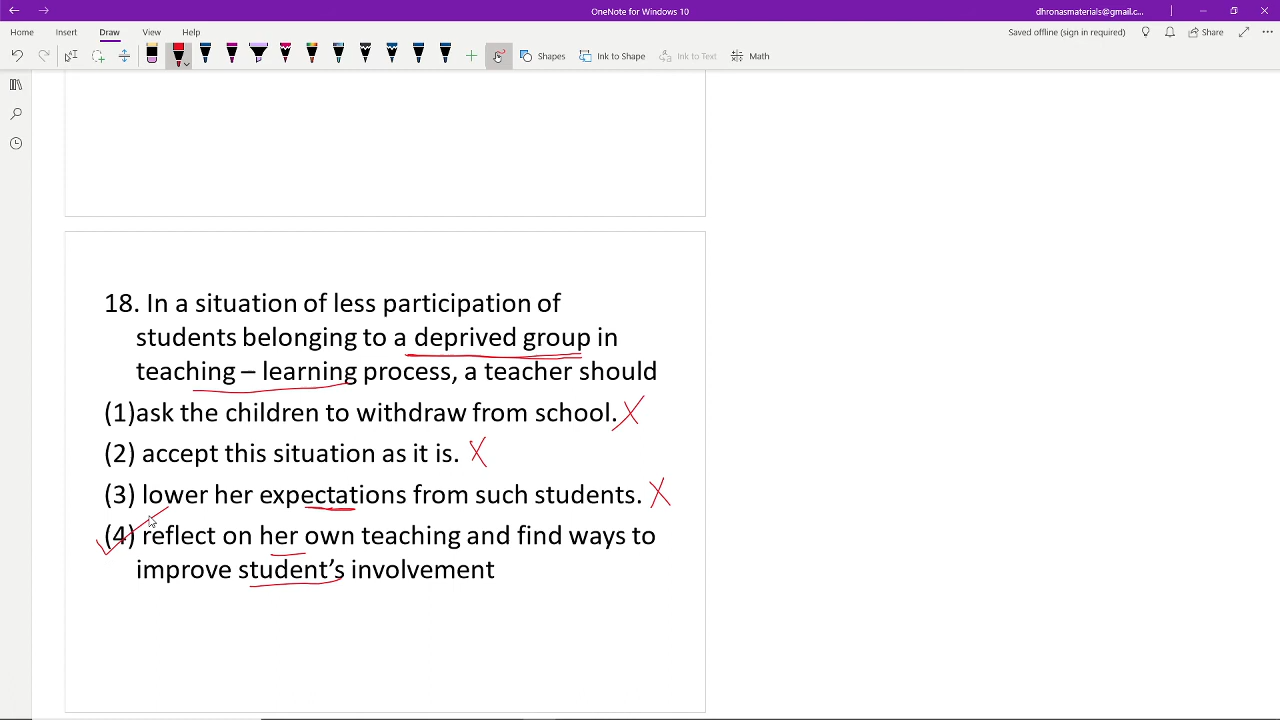 OneNote for Windows 10
dhronasmaterials@gmail.c...
Home Insert Draw View Help
Saved offline (sign in required) Share
Shapes Ink to Shape Ink to Text Math
18. In a situation of less participation of
students belonging to a deprived group in
teaching – learning process, a teacher should
(1)ask the children to withdraw from school.
(2) accept this situation as it is.
(3) lower her expectations from such students.
(4) reflect on her own teaching and find ways to
improve student’s involvement